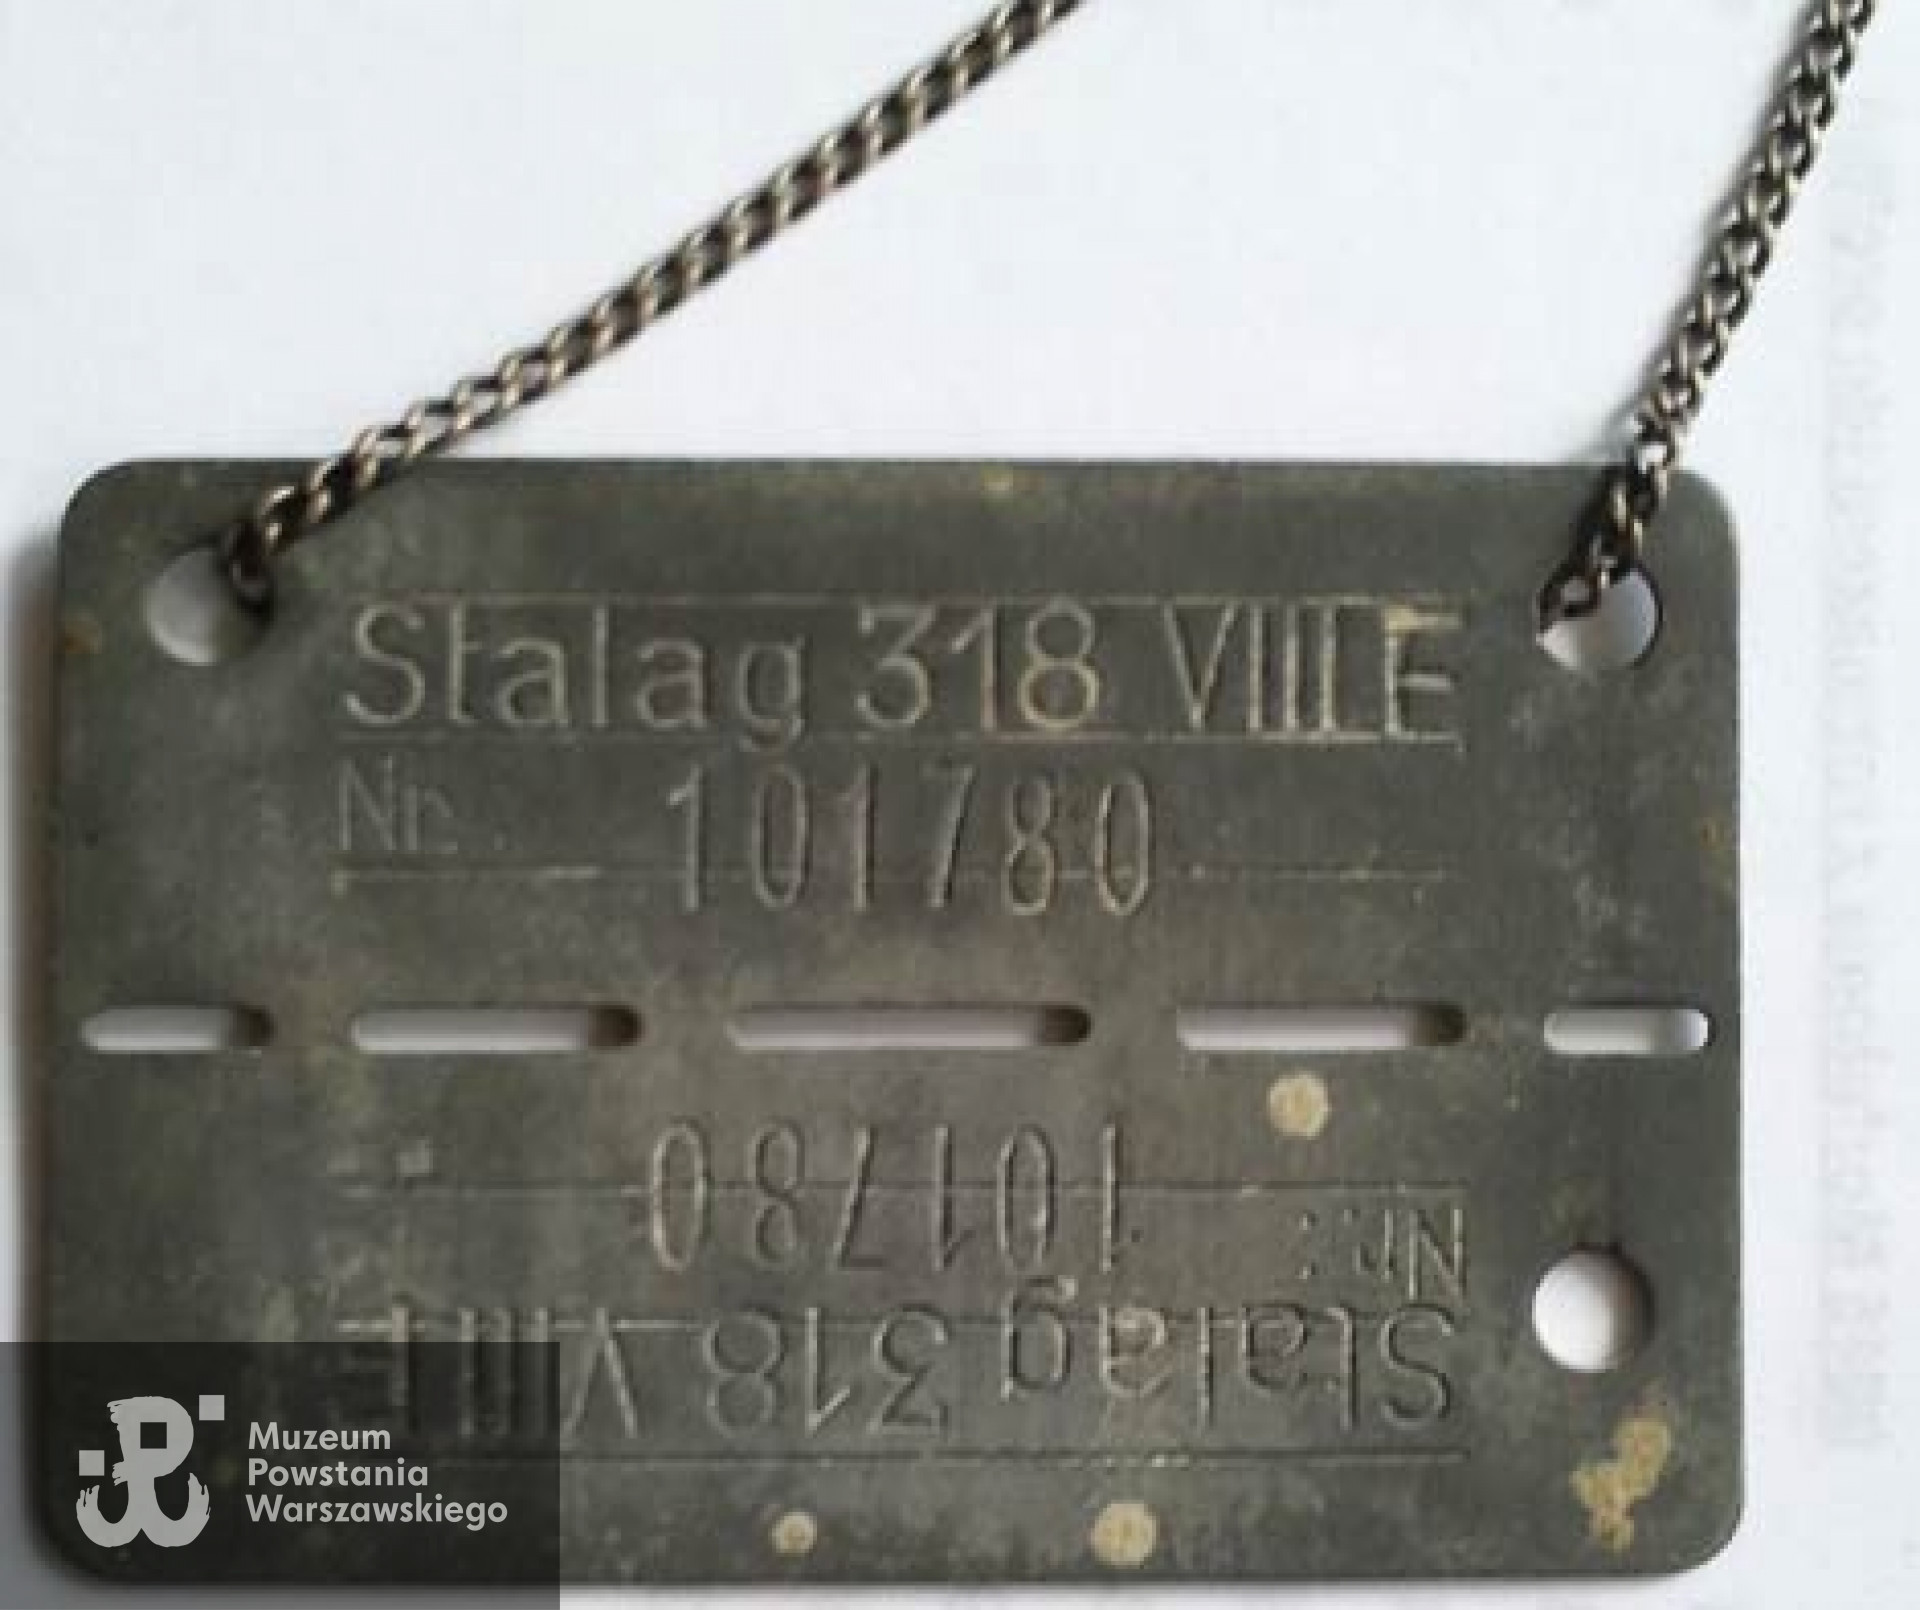 Stalag 318 VIII F
Nr. 101780
Nr.: 101780
Stalag 318 VIII F
Muzeum
Powstania
Warszawskiego